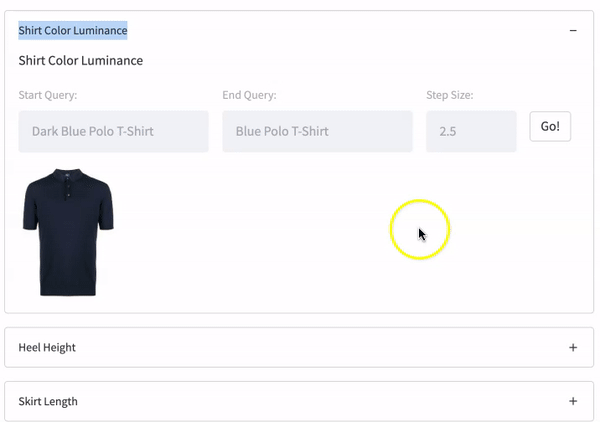 Shirt Color Luminance
Shirt Color Luminance
Start Query: End Query: Step Size:
Dark Blue Polo T-Shirt Blue Polo T-Shirt 2.5 Go!
Heel Height
Skirt Length